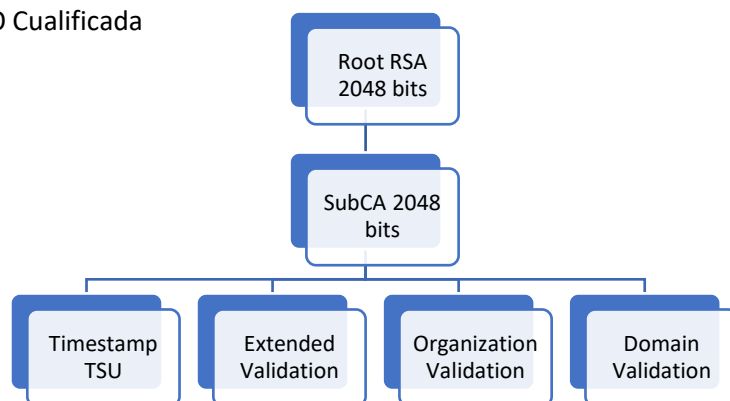 Cualificada
Root RSA
2048 bits
SubCA 2048
bits
Timestamp
TSU
Extended
Validation
Organization
Validation
Domain
Validation